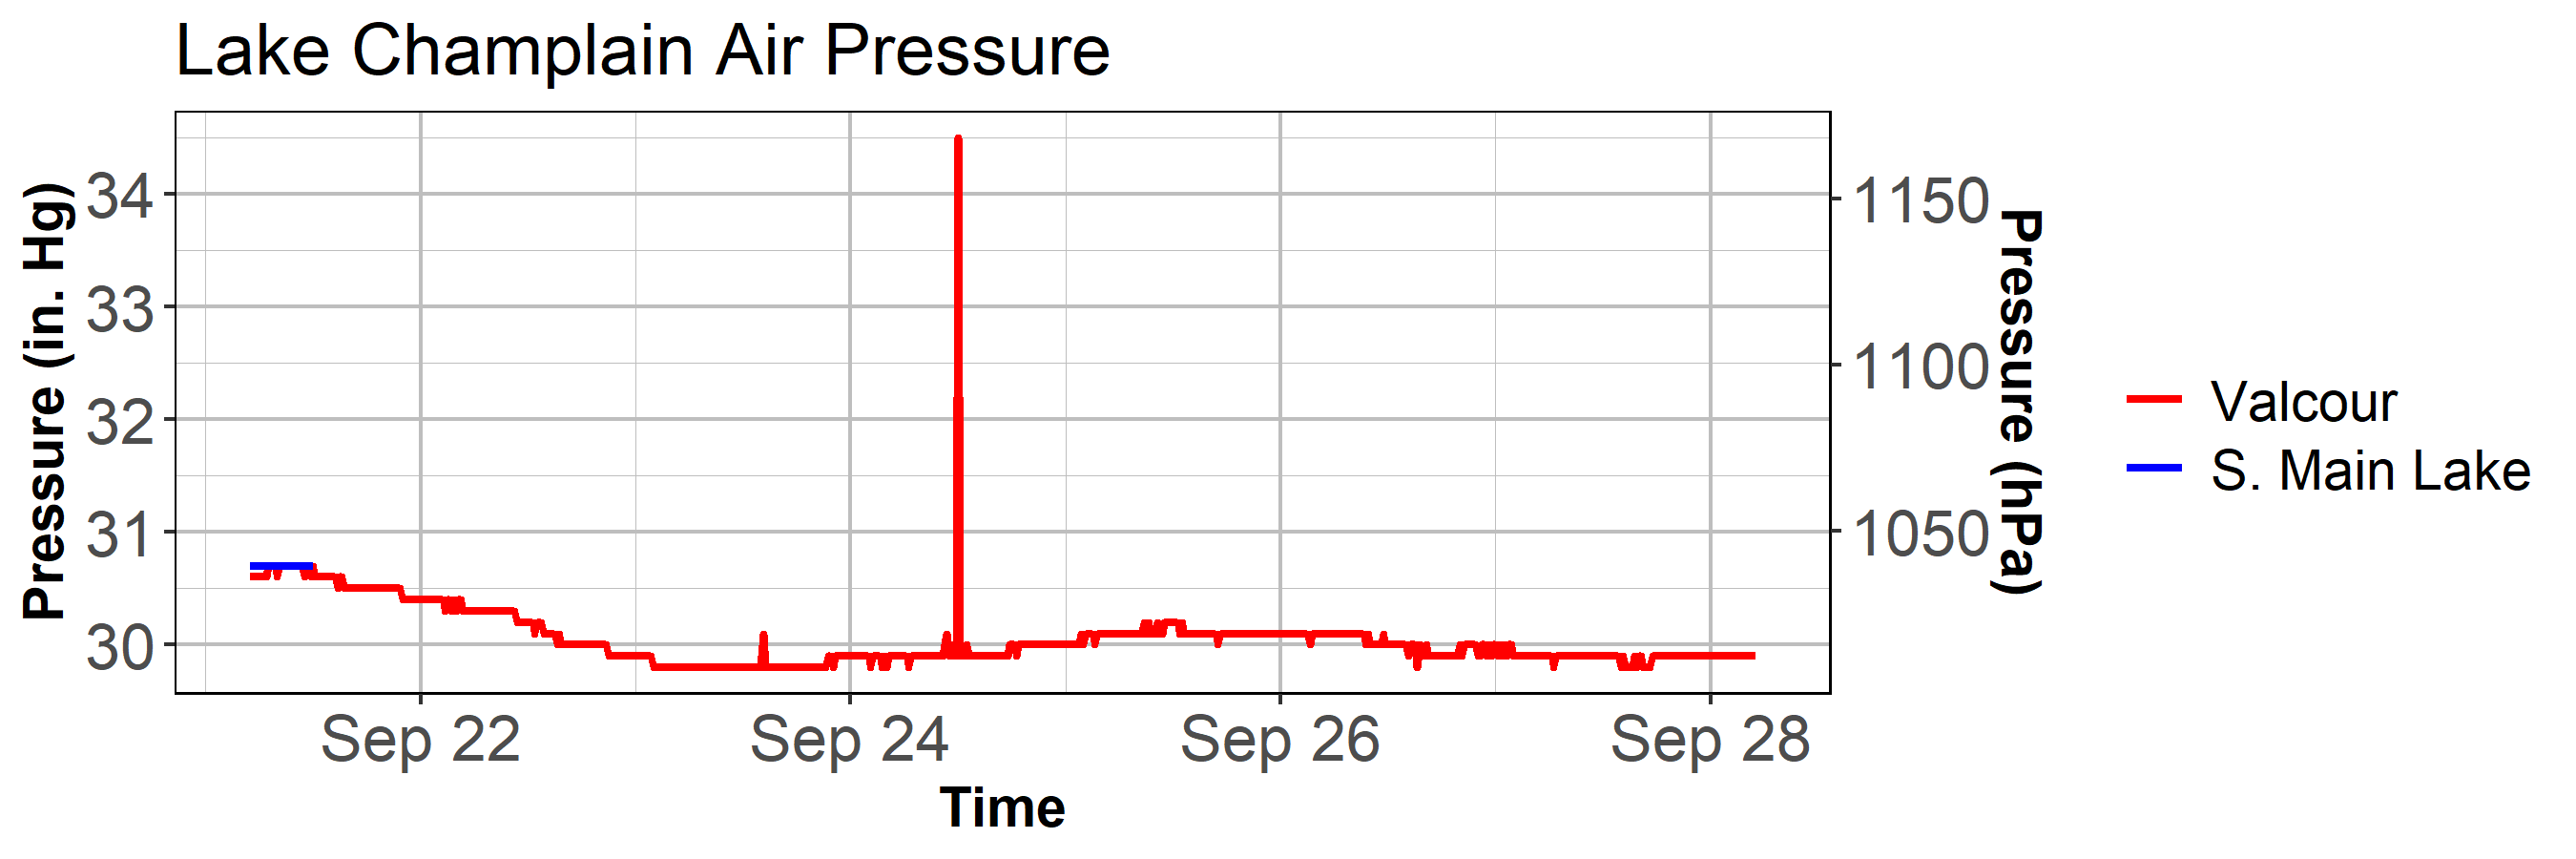 Lake Champlain Air Pressure
Pressure (in. Hg)
34
33
32
31
30
1150
1100
1050
Pressure (hPa)
Sep 22
Sep 24
Sep 26
Sep 28
Time
Valcour
S. Main Lake